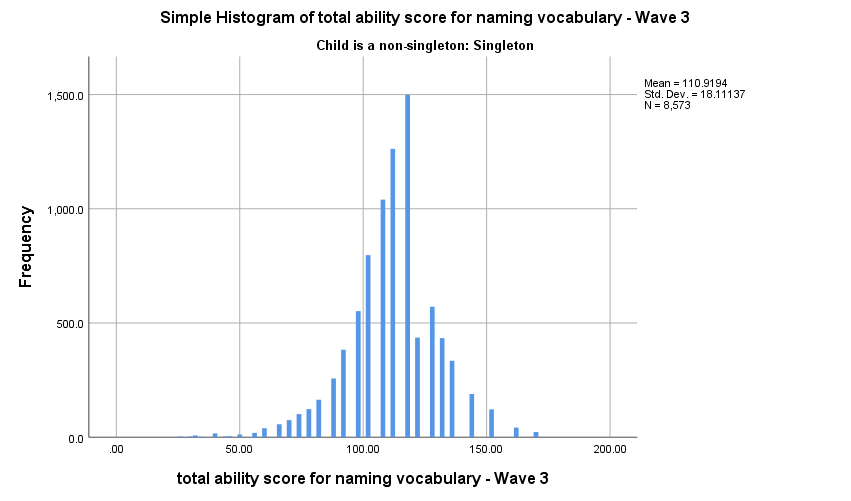 Simple Histogram of total ability score for naming vocabulary - Wave 3
Child is a non-singleton: Singleton
Mean = 110.9194
Std. Dev. = 18.11137
N = 8,573
Frequency
1,500.0
1,000.0
500.0
0.0
.00 50.00 100.00 150.00 200.00
total ability score for naming vocabulary - Wave 3